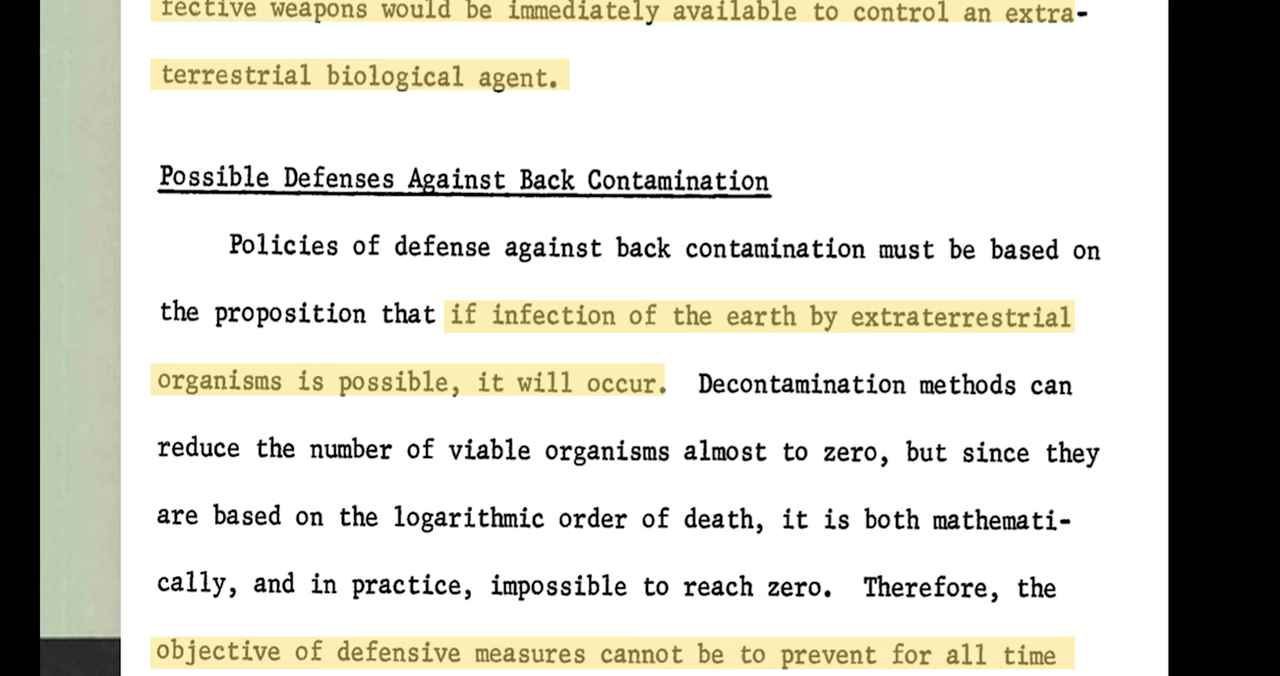 fective weapons would be immediately available to control an extra-
terrestrial biological agent.
Possible Defenses Against Back Contamination
Policies of defense against back contamination must be based on
the proposition that if infection of the earth by extraterrestrial
organisms is possible, it will occur. Decontamination methods can
reduce the number of viable organisms almost to zero, but since they
are based on the logarithmic order of death, it is both mathemati-
cally, and in practice, impossible to reach zero. Therefore, the
objective of defensive measures cannot be to prevent for all time